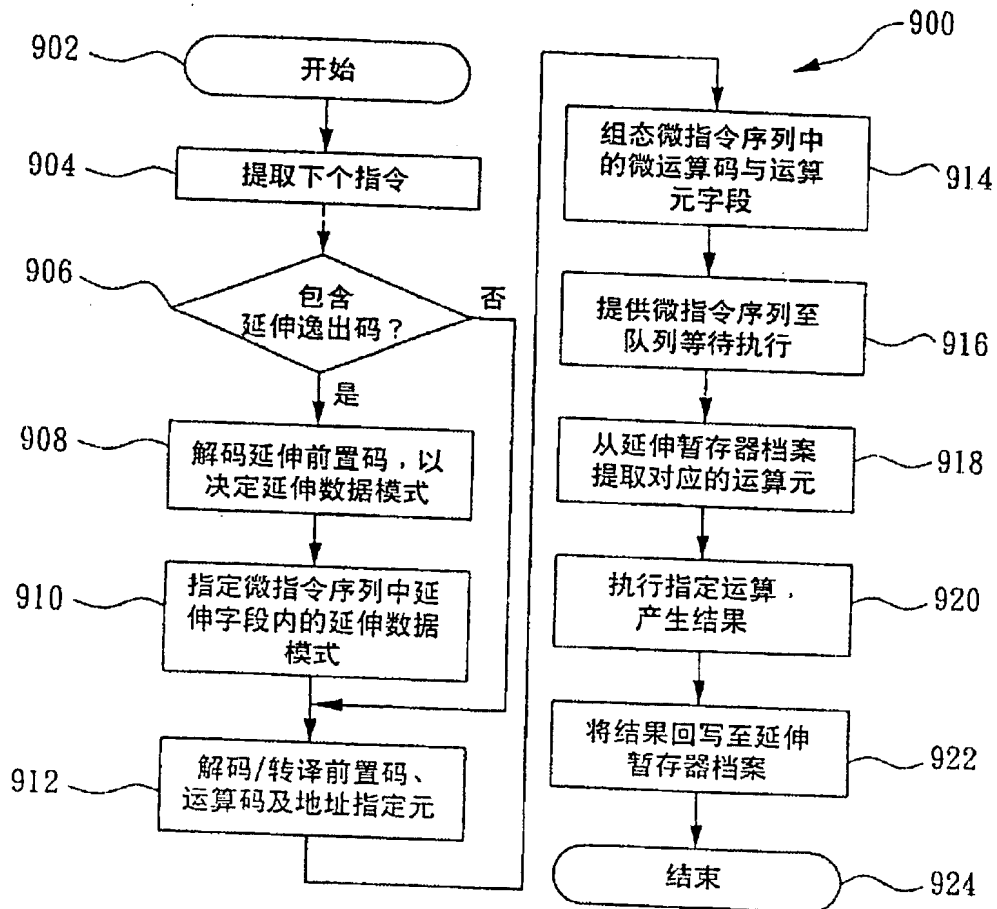 900
902
开始
904
提取下个指令
906
包含
延伸逸出码？
否
是
908
解码延伸前置码，以
决定延伸数据模式
910
指定微指令序列中延
伸字段内的延伸数据
模式
912
解码/转译前置码、
运算码及地址指定元
组态微指令序列中
的微运算码与运算
元字段
914
提供微指令序列至
队列等待执行
916
从延伸暂存器档案
提取对应的运算元
918
执行指定运算，
产生结果
920
将结果回写至延伸
暂存器档案
922
结束
924